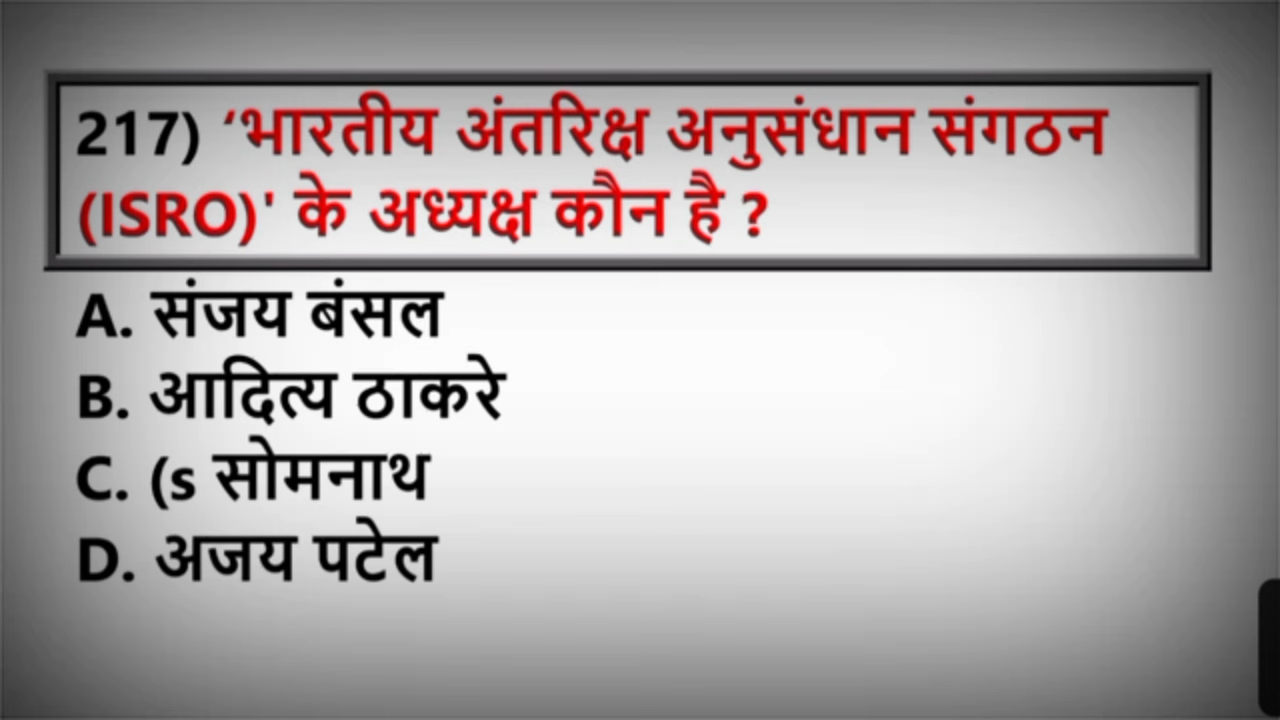 217) ‘भारतीय अंतरिक्ष अनुसंधान संगठन
(ISRO)' के अध्यक्ष कौन है ?
A. संजय बंसल
B. आदित्य ठाकरे
C. (s सोमनाथ
D. अजय पटेल